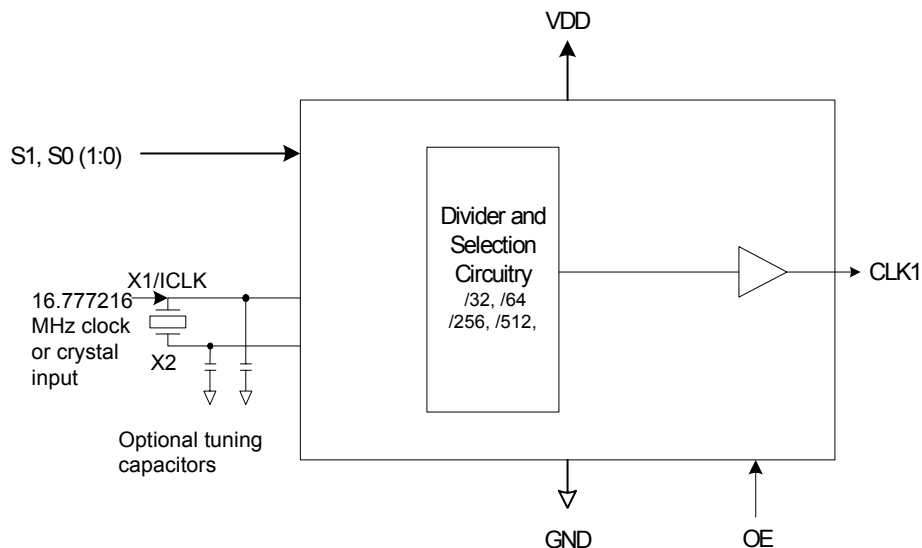 VDD
S1, S0 (1:0)
Divider and
Selection
Circuitry
/32, /64
/256, /512,
CLK1
X1/ICLK
16.777216
MHz clock
or crystal
input
X2
Optional tuning
capacitors
GND
OE